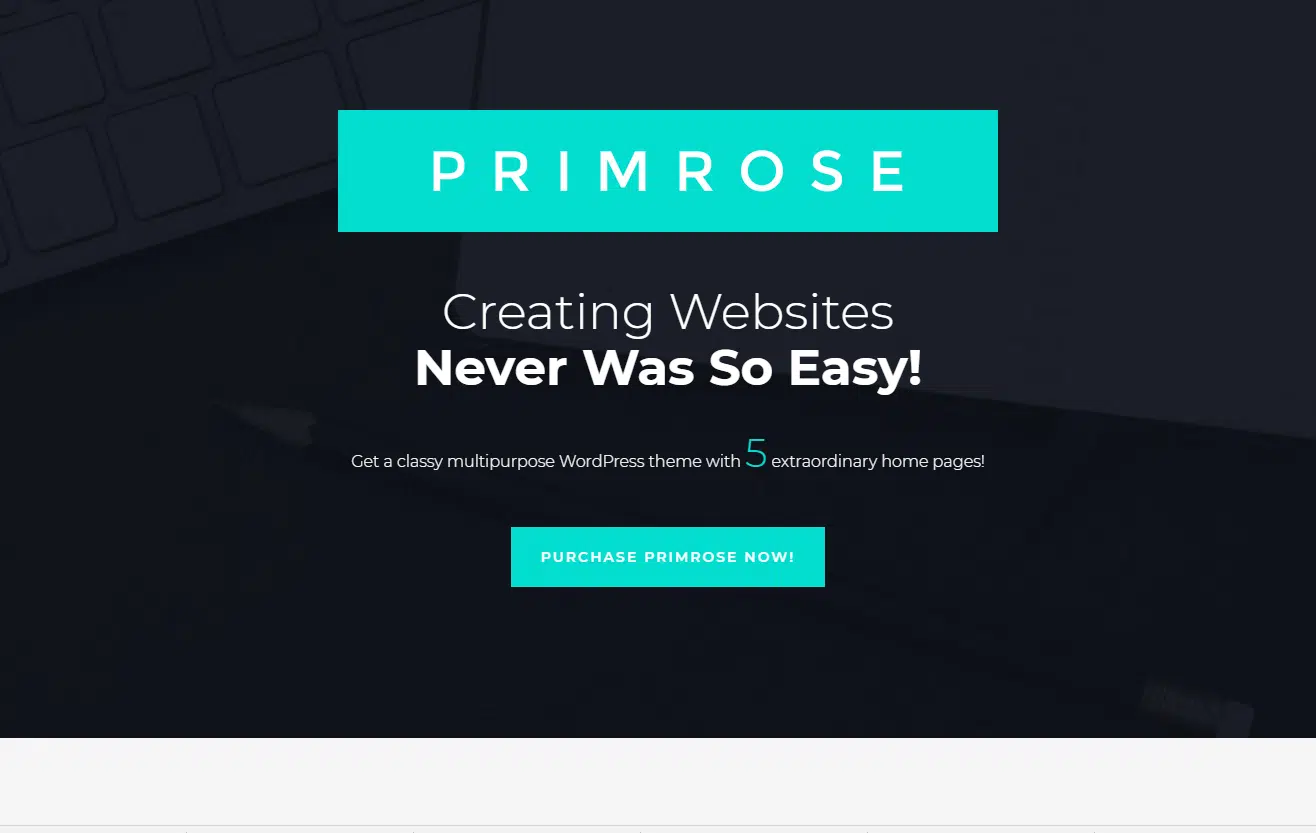 PRIMROSE
Creating Websites
Never Was So Easy!
Get a classy multipurpose WordPress theme with 5 extraordinary home pages!
PURCHASE PRIMROSE NOW!